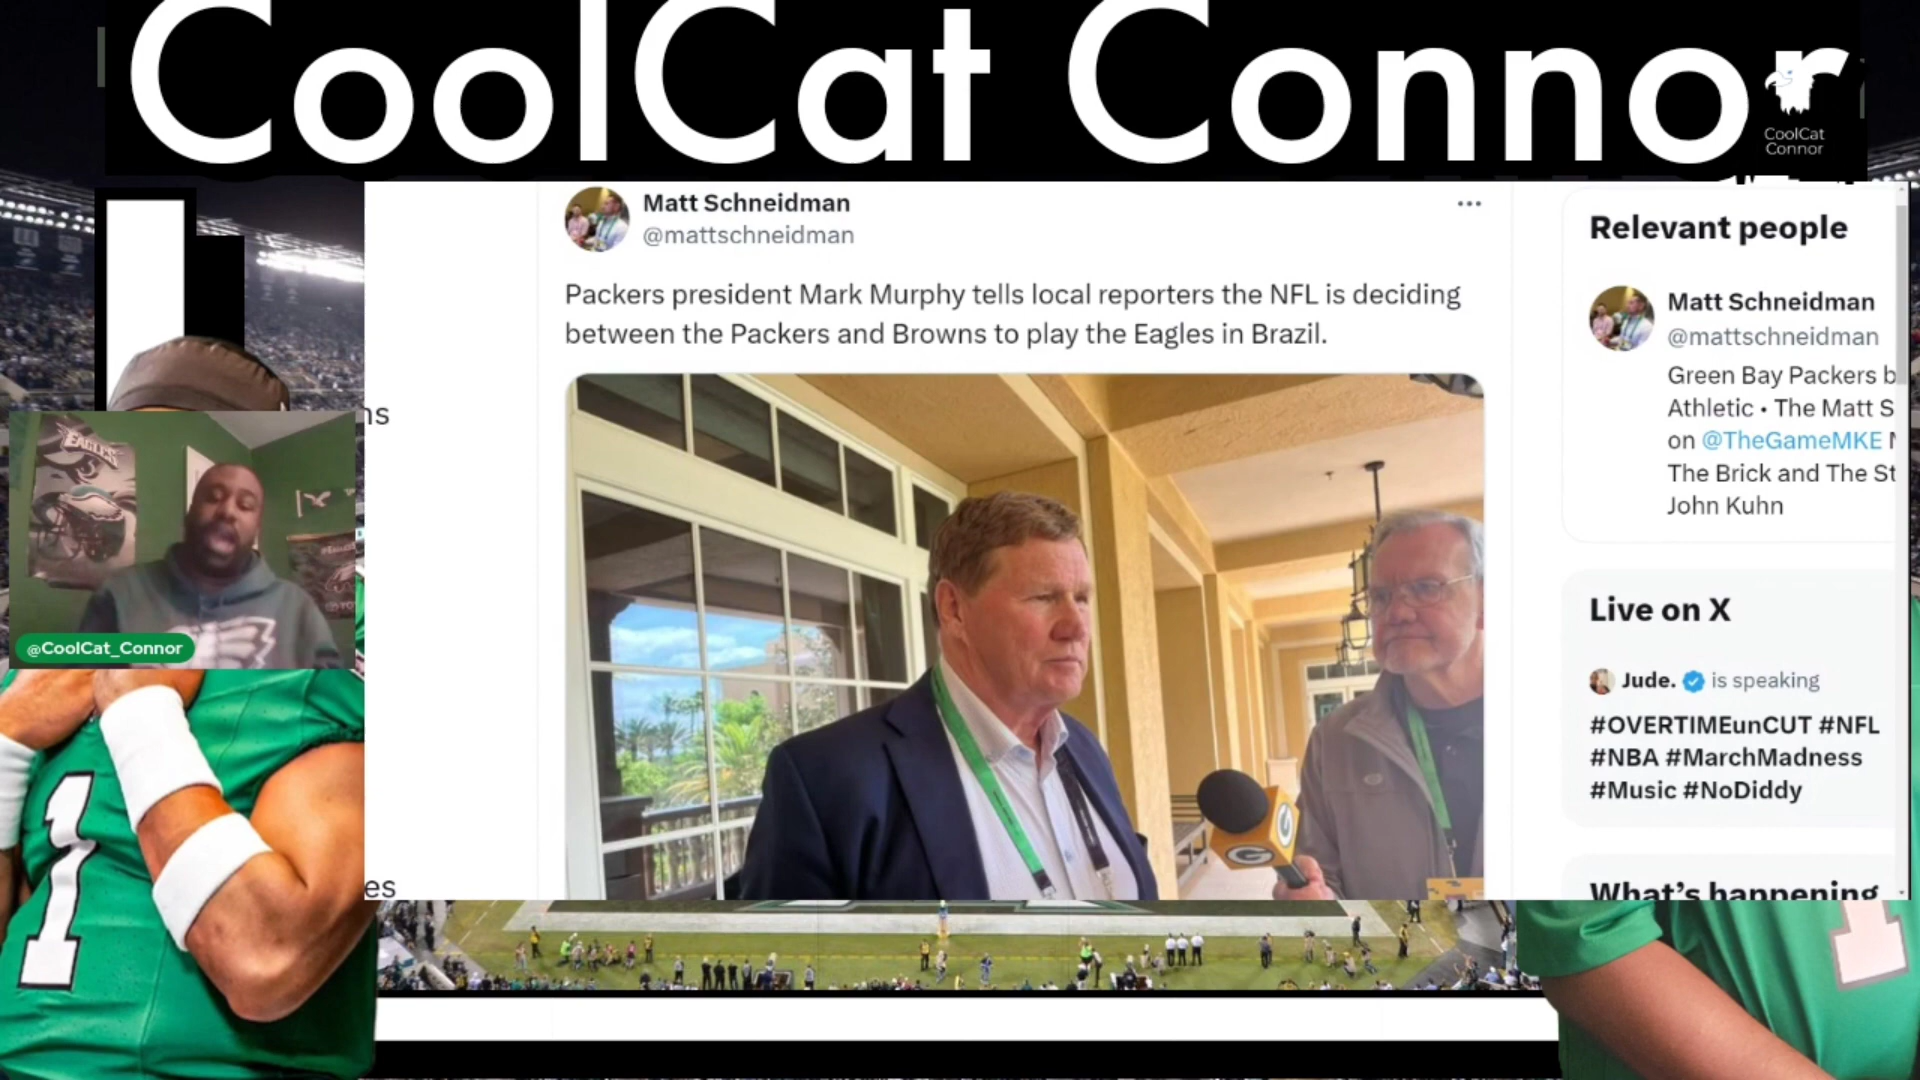 CoolCat Connor
CoolCat
Connor
Matt Schneidman
@mattschneidman
Packers president Mark Murphy tells local reporters the NFL is deciding
between the Packers and Browns to play the Eagles in Brazil.
ns
es
EAGLES
@CoolCat_Connor
1
G
G
Relevant people
Matt Schneidman
@mattschneidman
Green Bay Packers b
Athletic • The Matt S
on @TheGameMKE
The Brick and The St
John Kuhn
Live on X
Jude. is speaking
#OVERTIMEunCUT #NFL
#NBA #MarchMadness
#Music #NoDiddy
What's happening
1